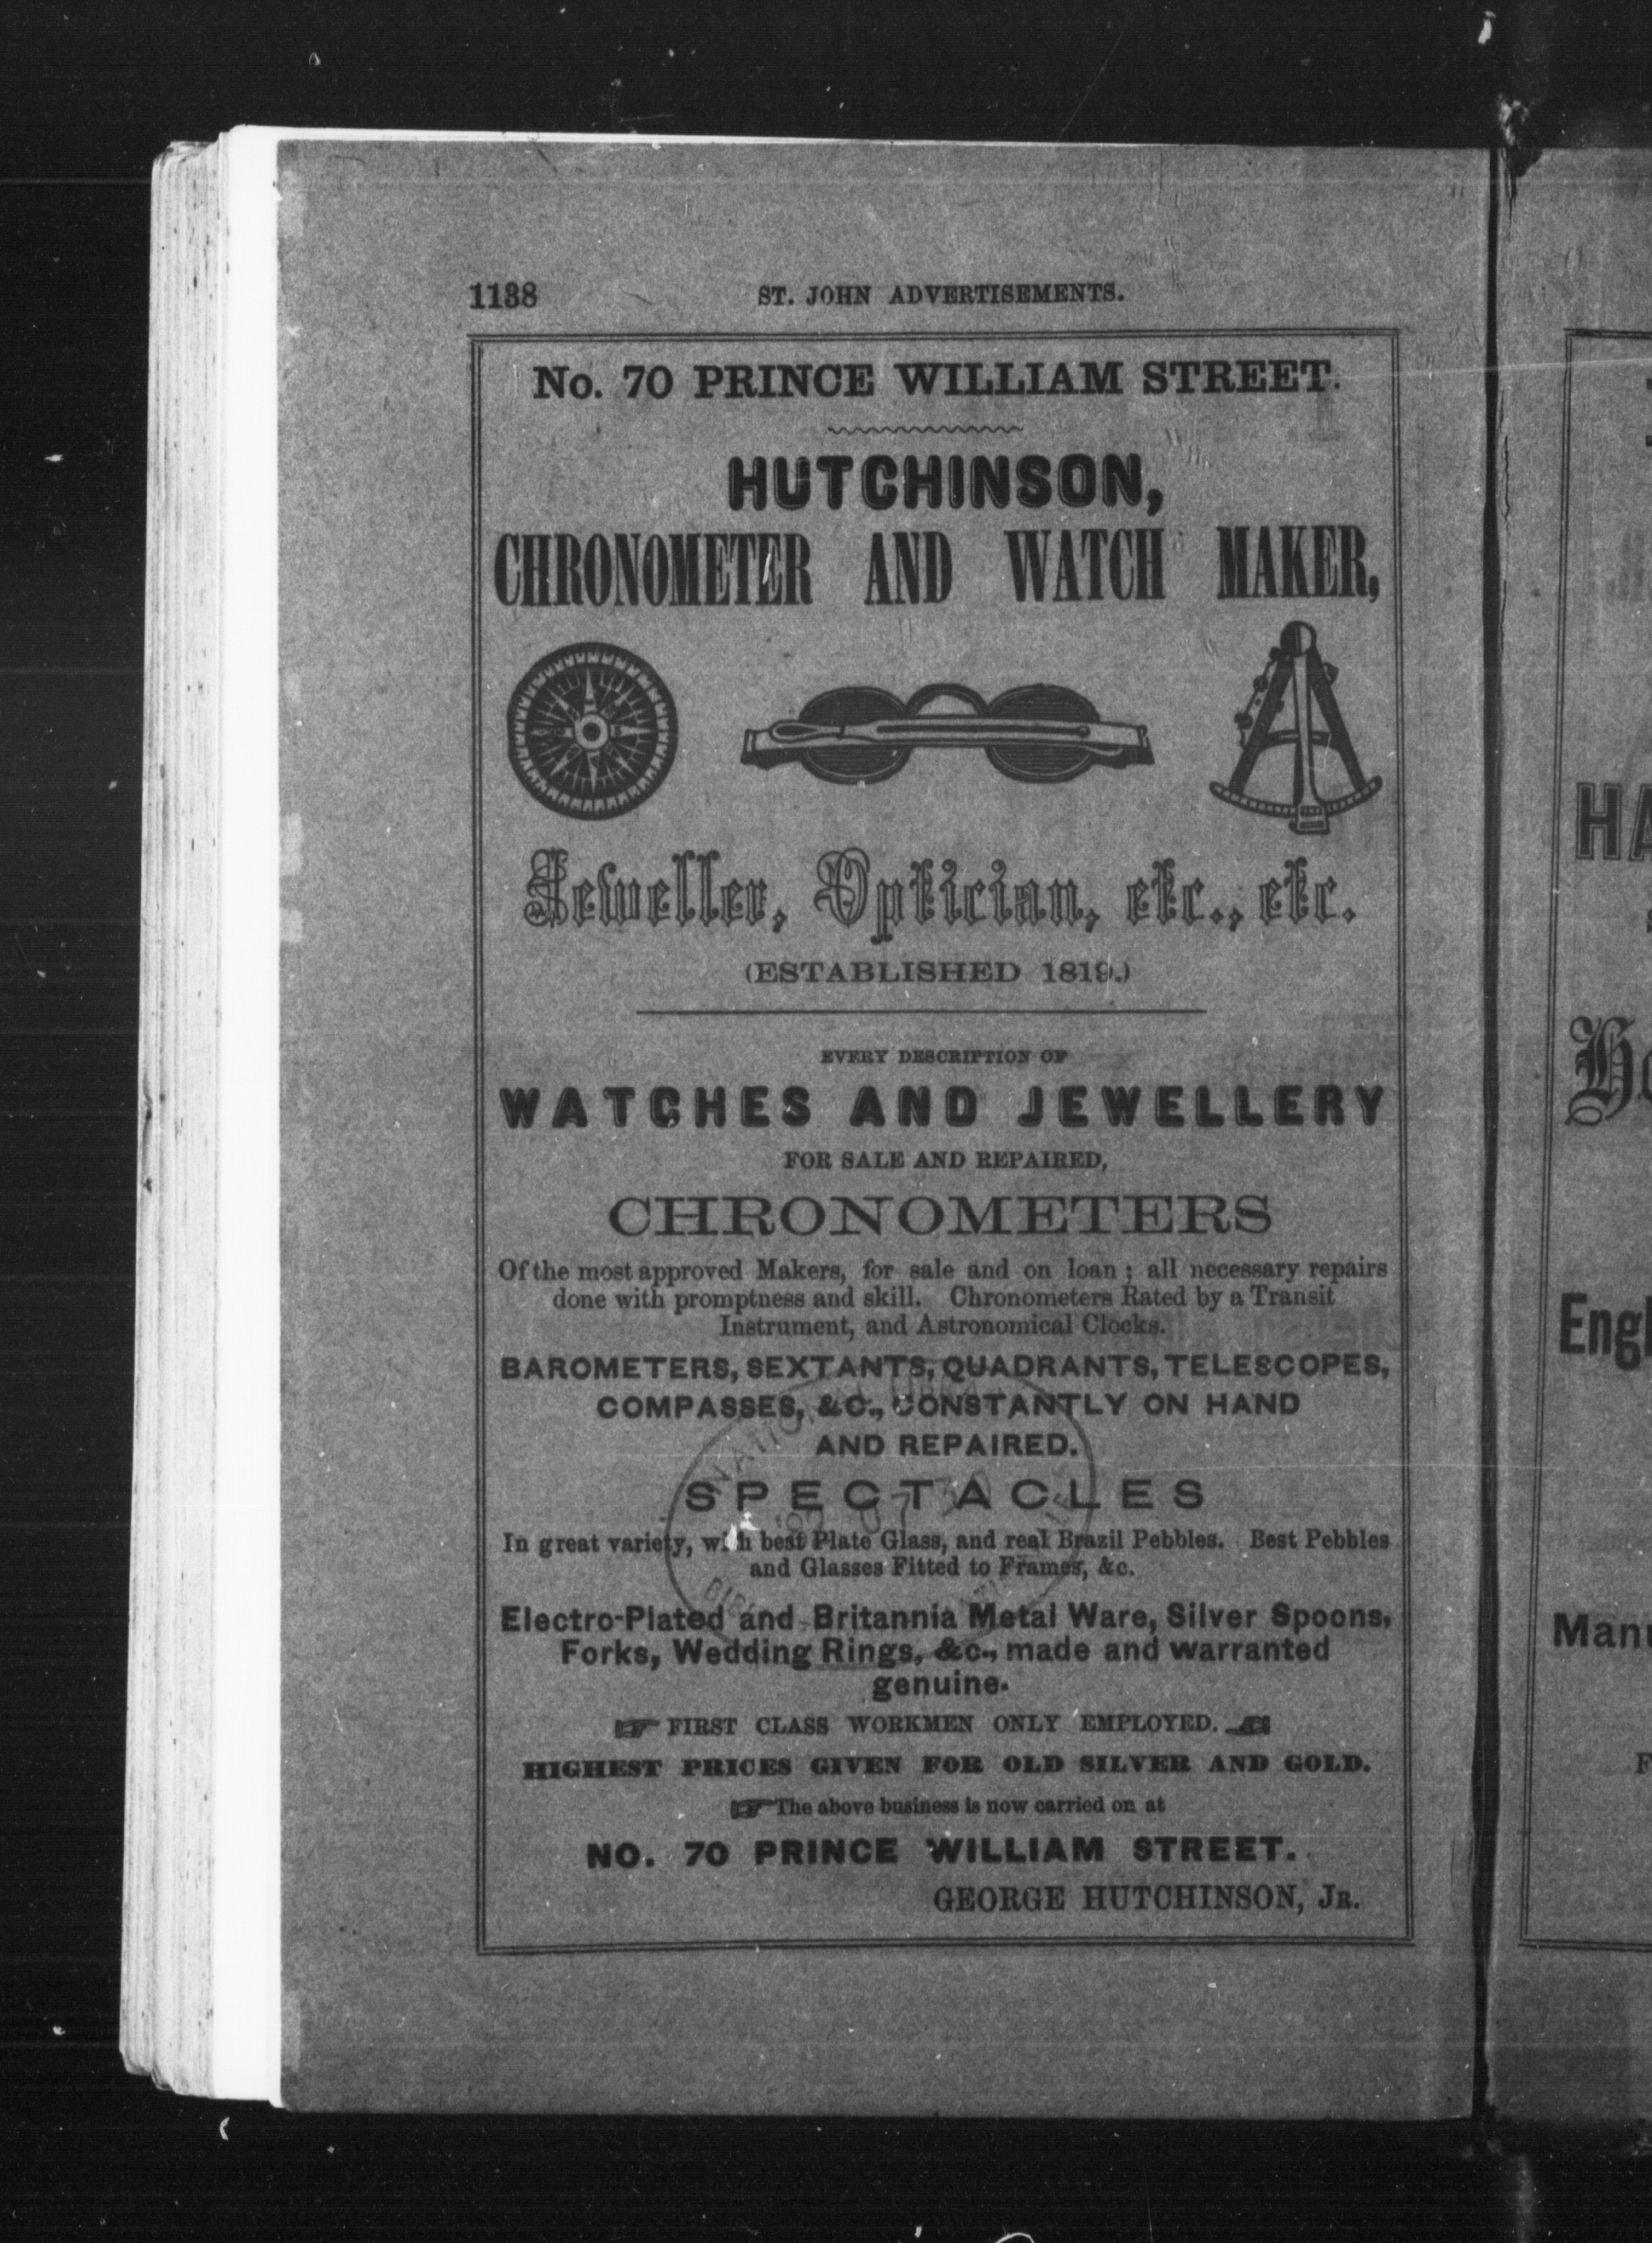 1138 ST. JOHN ADVERTISEMENTS.
No. 70 PRINCE WILLIAM STREET.
HUTCHINSON,
CHRONOMETER AND WATCH MAKER,
Jeweller, Optician, etc., etc.
(ESTABLISHED 1819.)
EVERY DESCRIPTION OF
WATCHES AND JEWELLERY
FOR SALE AND REPAIRED,
CHRONOMETERS
Of the most approved Makers, for sale and on loan; all necessary repairs
done with promptness and skill. Chronometers Rated by a Transit
Instrument, and Astronomical Clocks.
BAROMETERS, SEXTANTS, QUADRANTS, TELESCOPES,
COMPASSES, &C., CONSTANTLY ON HAND
AND REPAIRED.
SPECTACLES
In great variety, with best Plate Glass, and real Brazil Pebbles. Best Pebbles
and Glasses Fitted to Frames, &c.
Electro-Plated and Britannia Metal Ware, Silver Spoons,
Forks, Wedding Rings, &c., made and warranted
genuine.
FIRST CLASS WORKMEN ONLY EMPLOYED.
HIGHEST PRICES GIVEN FOR OLD SILVER AND GOLD.
The above business is now carried on at
NO. 70 PRINCE WILLIAM STREET.
GEORGE HUTCHINSON, JR.
HA
Engl
Manu